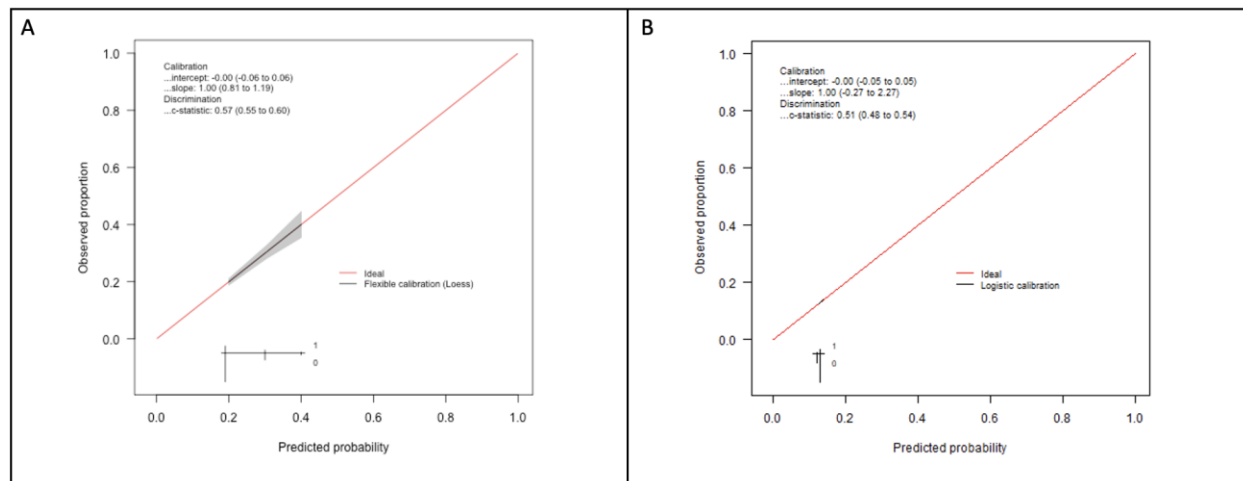 A
Calibration
...intercept: -0.00 (-0.06 to 0.06)
...slope: 1.00 (0.81 to 1.19)
Discrimination
...c-statistic: 0.57 (0.55 to 0.60)
1.0
0.8
0.6
0.4
0.2
0.0
Observed proportion
Ideal
Flexible calibration (Loess)
1
0
0.0 0.2 0.4 0.6 0.8 1.0
Predicted probability
B
Calibration
...intercept: -0.00 (-0.05 to 0.05)
...slope: 1.00 (-0.27 to 2.27)
Discrimination
...c-statistic: 0.51 (0.48 to 0.54)
1.0
0.8
0.6
0.4
0.2
0.0
Observed proportion
Ideal
Logistic calibration
1
0
0.0 0.2 0.4 0.6 0.8 1.0
Predicted probability